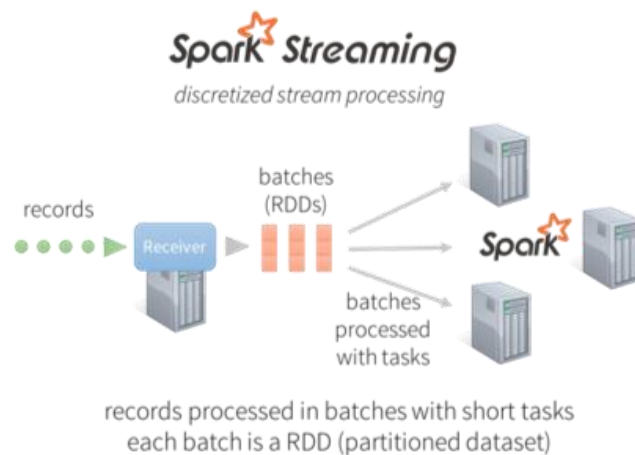 Spark Streaming
discretized stream processing
records
Receiver
batches
(RDDs)
Spark
batches
processed
with tasks
records processed in batches with short tasks
each batch is a RDD (partitioned dataset)